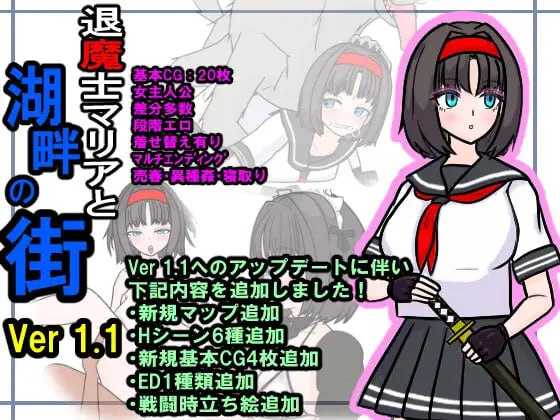 退魔士マリアと
湖畔の街
Ver 1.1
基本CG：20枚
女主人公
差分多数
段階エロ
着せ替え有り
マルチエンディング
売春・異種姦・寝取り
Ver 1.1へのアップデートに伴い
下記内容を追加しました！
・新規マップ追加
・Hシーン6種追加
・新規基本CG4枚追加
・ED1種類追加
・戦闘時立ち絵追加